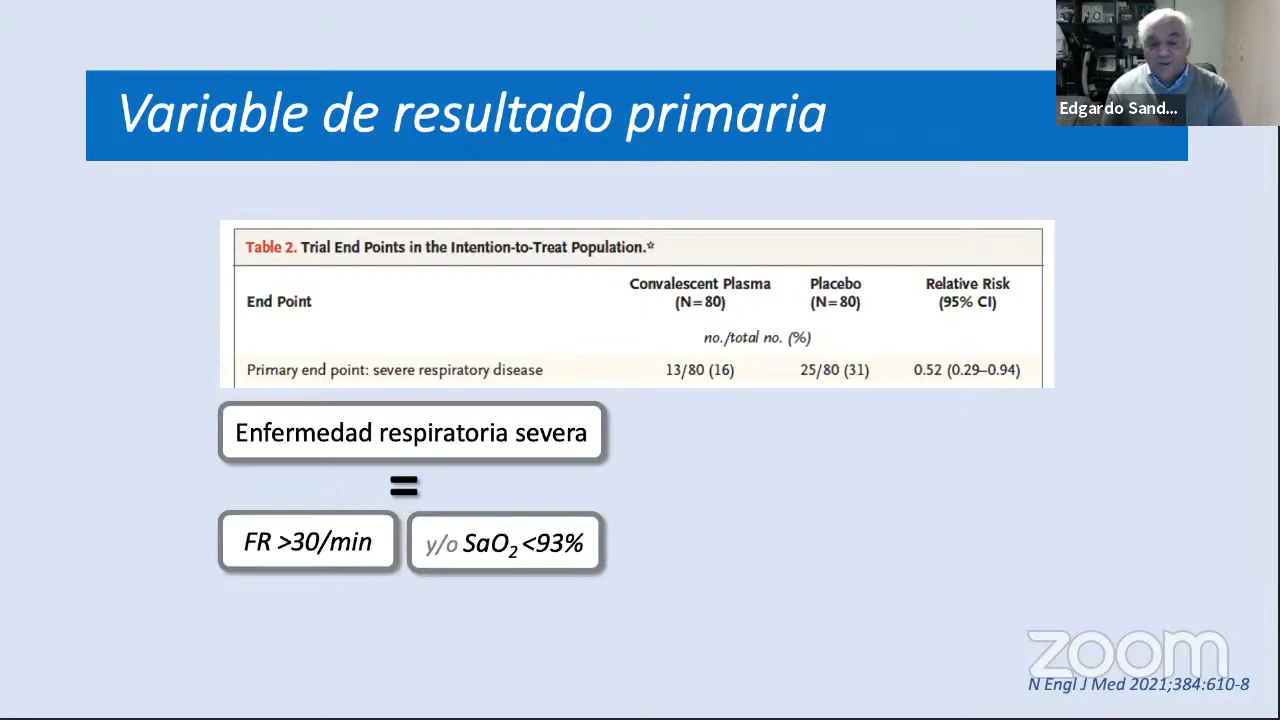 Edgardo Sand...
Variable de resultado primaria
Table 2. Trial End Points in the Intention-to-Treat Population.*
End Point
Convalescent Plasma
(N=80)
Placebo
(N=80)
Relative Risk
(95% CI)
no./total no. (%)
Primary end point: severe respiratory disease 13/80 (16) 25/80 (31) 0.52 (0.29–0.94)
Enfermedad respiratoria severa
=
FR >30/min
y/o SaO₂ <93%
zoom
N Engl J Med 2021;384:610-8